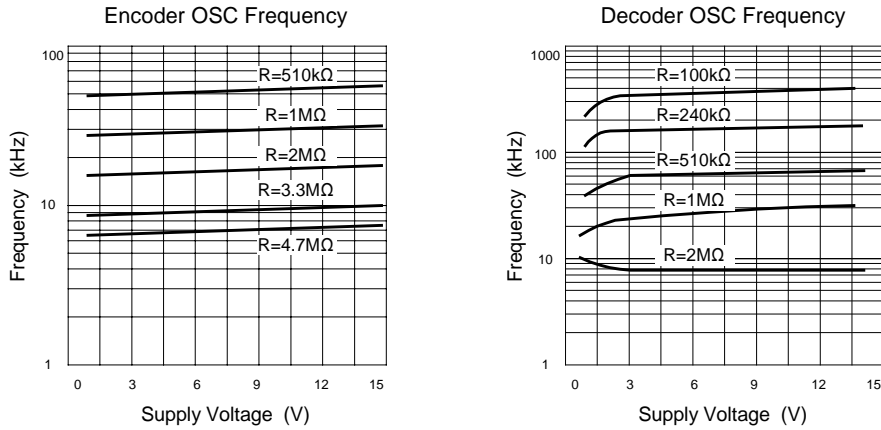 Encoder OSC Frequency
Frequency (kHz)
100
10
1
R=510kΩ
R=1MΩ
R=2MΩ
R=3.3MΩ
R=4.7MΩ
0 3 6 9 12 15
Supply Voltage (V)
Decoder OSC Frequency
Frequency (kHz)
1000
100
10
1
R=100kΩ
R=240kΩ
R=510kΩ
R=1MΩ
R=2MΩ
0 3 6 9 12 15
Supply Voltage (V)